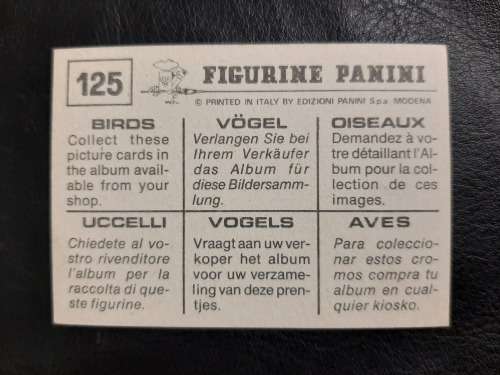 125
FIGURINE PANINI
© PRINTED IN ITALY BY EDIZIONI PANINI S.p.a. MODENA
BIRDS
Collect these
picture cards in
the album avail-
able from your
shop.
VÖGEL
Verlangen Sie bei
Ihrem Verkäufer
das Album für
diese Bildersamm-
lung.
OISEAUX
Demandez à vo-
tre détaillant l'Al-
bum pour la col-
lection de ces
images.
UCCELLI
Chiedete al vo-
stro rivenditore
l'album per la
raccolta di que-
ste figurine.
VOGELS
Vraagt aan uw ver-
koper het album
voor uw verzame-
ling van deze pren-
tjes.
AVES
Para coleccio-
nar estos cro-
mos compra tu
album en cual-
quier kiosko.